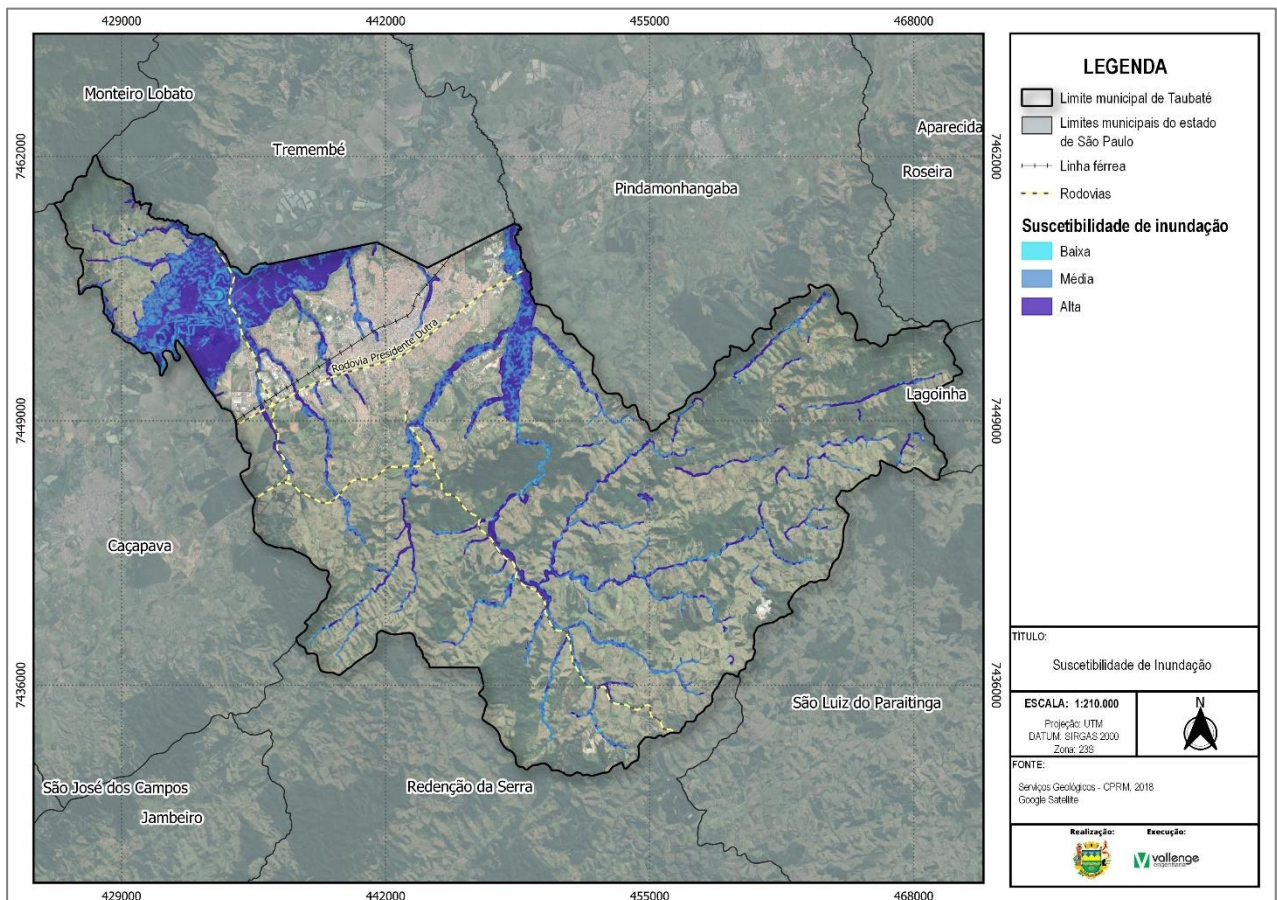 429000
442000
455000
468000
Monteiro Lobato
Tremembé
Pindamonhangaba
Aparecida
Roseira
7462000
7462000
Rodovia Presidente Dutra
Lagoinha
7449000
7449000
Caçapava
São Luiz do Paraitinga
7436000
7436000
São José dos Campos
Jambeiro
Redenção da Serra
429000
442000
455000
468000
LEGENDA
Limite municipal de Taubaté
Limites municipais do estado
de São Paulo
Linha férrea
Rodovias
Suscetibilidade de inundação
Baixa
Média
Alta
TÍTULO:
Suscetibilidade de Inundação
ESCALA: 1:210.000
Projeção: UTM
DATUM: SIRGAS 2000
Zona: 23S
N
FONTE:
Serviços Geológicos - CPRM, 2018
Google Satellite
Realização:
Execução:
vallenge
engenharia